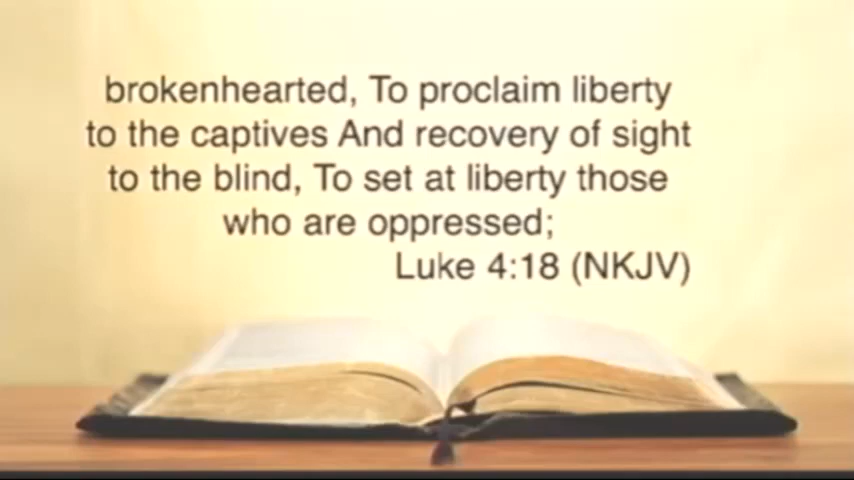 brokenhearted, To proclaim liberty
to the captives And recovery of sight
to the blind, To set at liberty those
who are oppressed;
Luke 4:18 (NKJV)